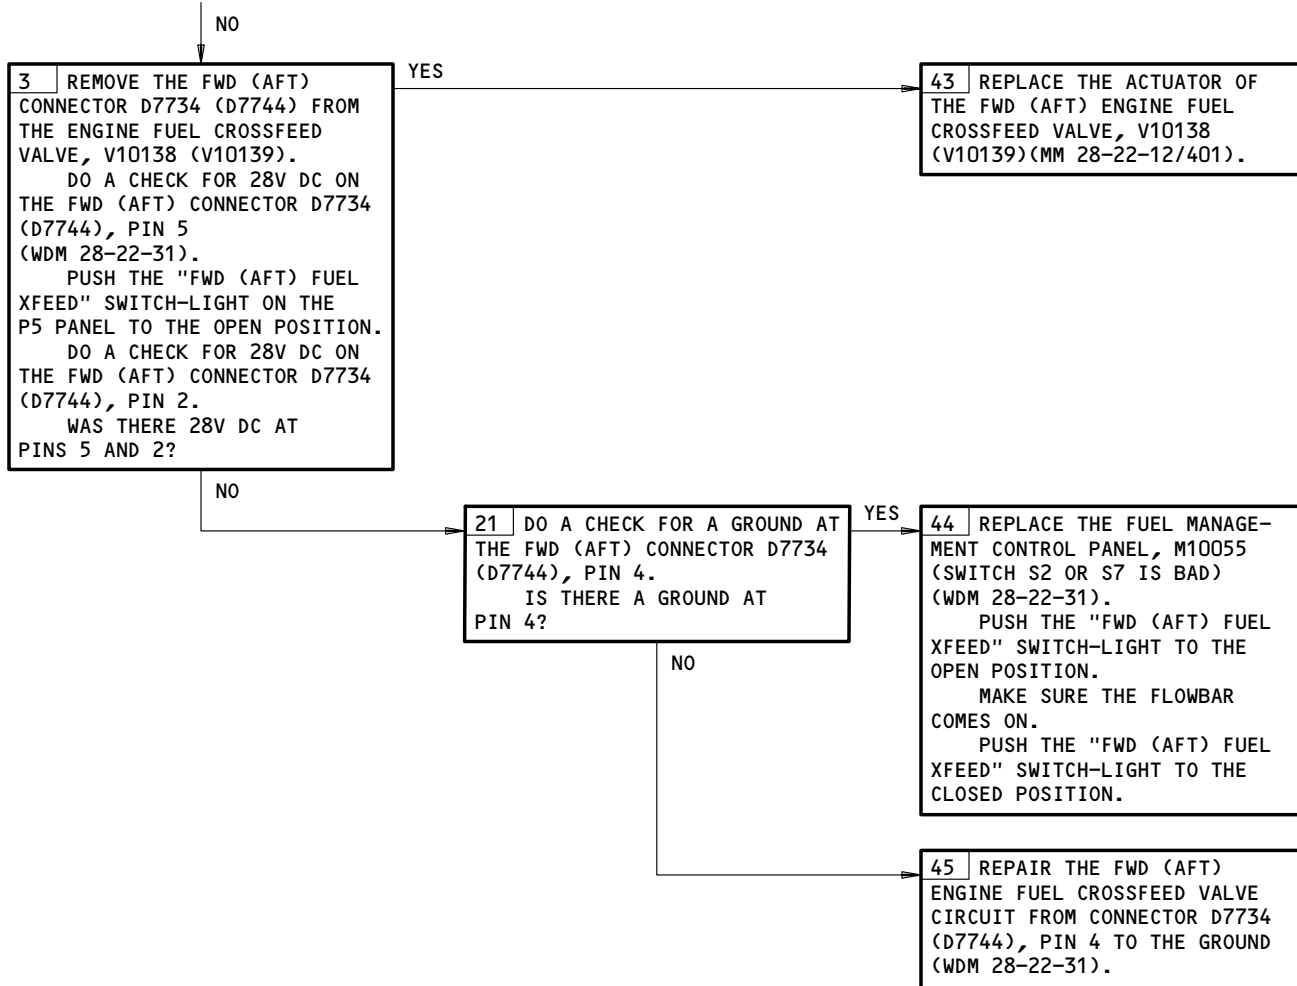 NO
3 REMOVE THE FWD (AFT)
CONNECTOR D7734 (D7744) FROM
THE ENGINE FUEL CROSSFEED
VALVE, V10138 (V10139).
DO A CHECK FOR 28V DC ON
THE FWD (AFT) CONNECTOR D7734
(D7744), PIN 5
(WDM 28-22-31).
PUSH THE "FWD (AFT) FUEL
XFEED" SWITCH-LIGHT ON THE
P5 PANEL TO THE OPEN POSITION.
DO A CHECK FOR 28V DC ON
THE FWD (AFT) CONNECTOR D7734
(D7744), PIN 2.
WAS THERE 28V DC AT
PINS 5 AND 2?
YES
43 REPLACE THE ACTUATOR OF
THE FWD (AFT) ENGINE FUEL
CROSSFEED VALVE, V10138
(V10139)(MM 28-22-12/401).
NO
21 DO A CHECK FOR A GROUND AT
THE FWD (AFT) CONNECTOR D7734
(D7744), PIN 4.
IS THERE A GROUND AT
PIN 4?
YES
44 REPLACE THE FUEL MANAGE-
MENT CONTROL PANEL, M10055
(SWITCH S2 OR S7 IS BAD)
(WDM 28-22-31).
PUSH THE "FWD (AFT) FUEL
XFEED" SWITCH-LIGHT TO THE
OPEN POSITION.
MAKE SURE THE FLOWBAR
COMES ON.
PUSH THE "FWD (AFT) FUEL
XFEED" SWITCH-LIGHT TO THE
CLOSED POSITION.
NO
45 REPAIR THE FWD (AFT)
ENGINE FUEL CROSSFEED VALVE
CIRCUIT FROM CONNECTOR D7734
(D7744), PIN 4 TO THE GROUND
(WDM 28-22-31).